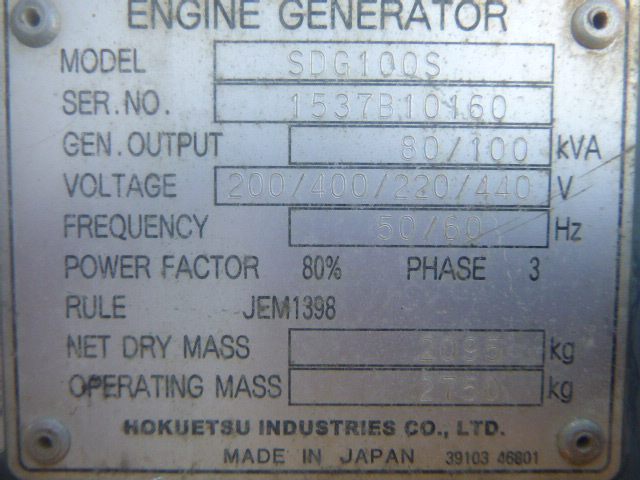 ENGINE GENERATOR
MODEL SDG100S
SER.NO. 1537B10160
GEN.OUTPUT 80/100 kVA
VOLTAGE 200/400/220/440 V
FREQUENCY 50/60 Hz
POWER FACTOR 80% PHASE 3
RULE JEM1398
NET DRY MASS 2095 kg
OPERATING MASS 2750 kg
HOKUETSU INDUSTRIES CO., LTD.
MADE IN JAPAN 39103 46801